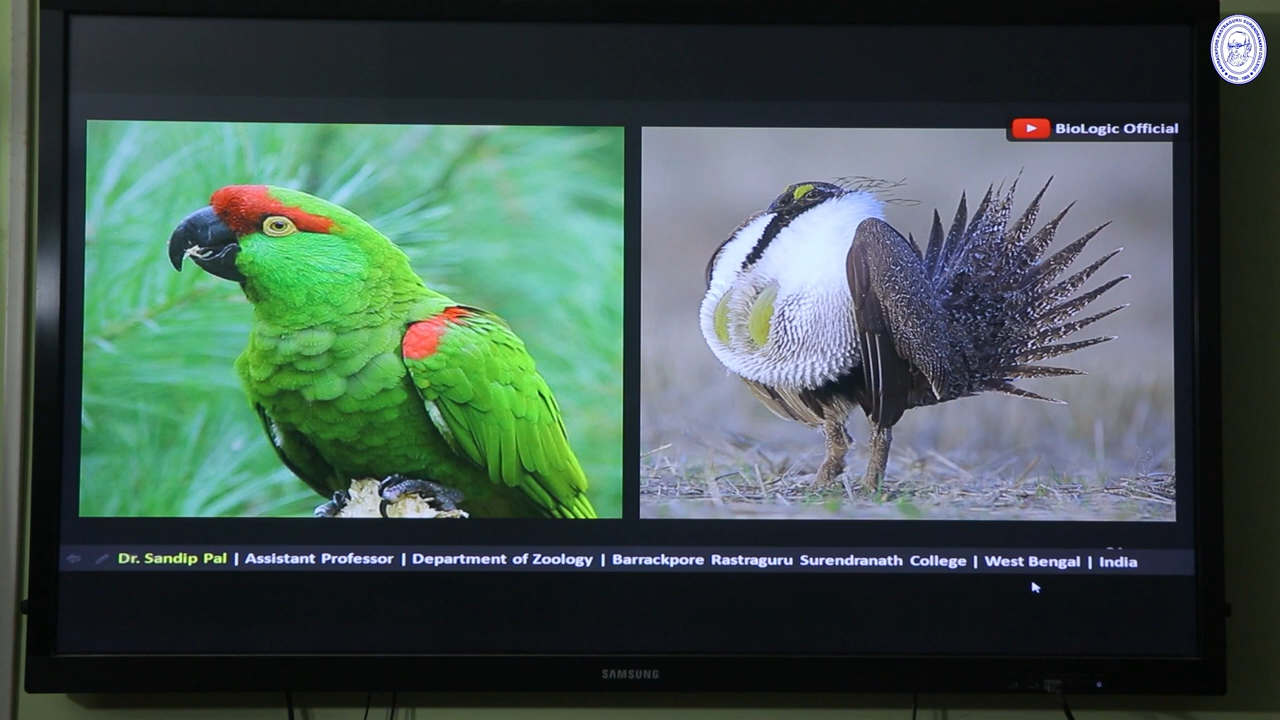 BioLogic Official
Dr. Sandip Pal | Assistant Professor | Department of Zoology | Barrackpore Rastraguru Surendranath College | West Bengal | India
SAMSUNG